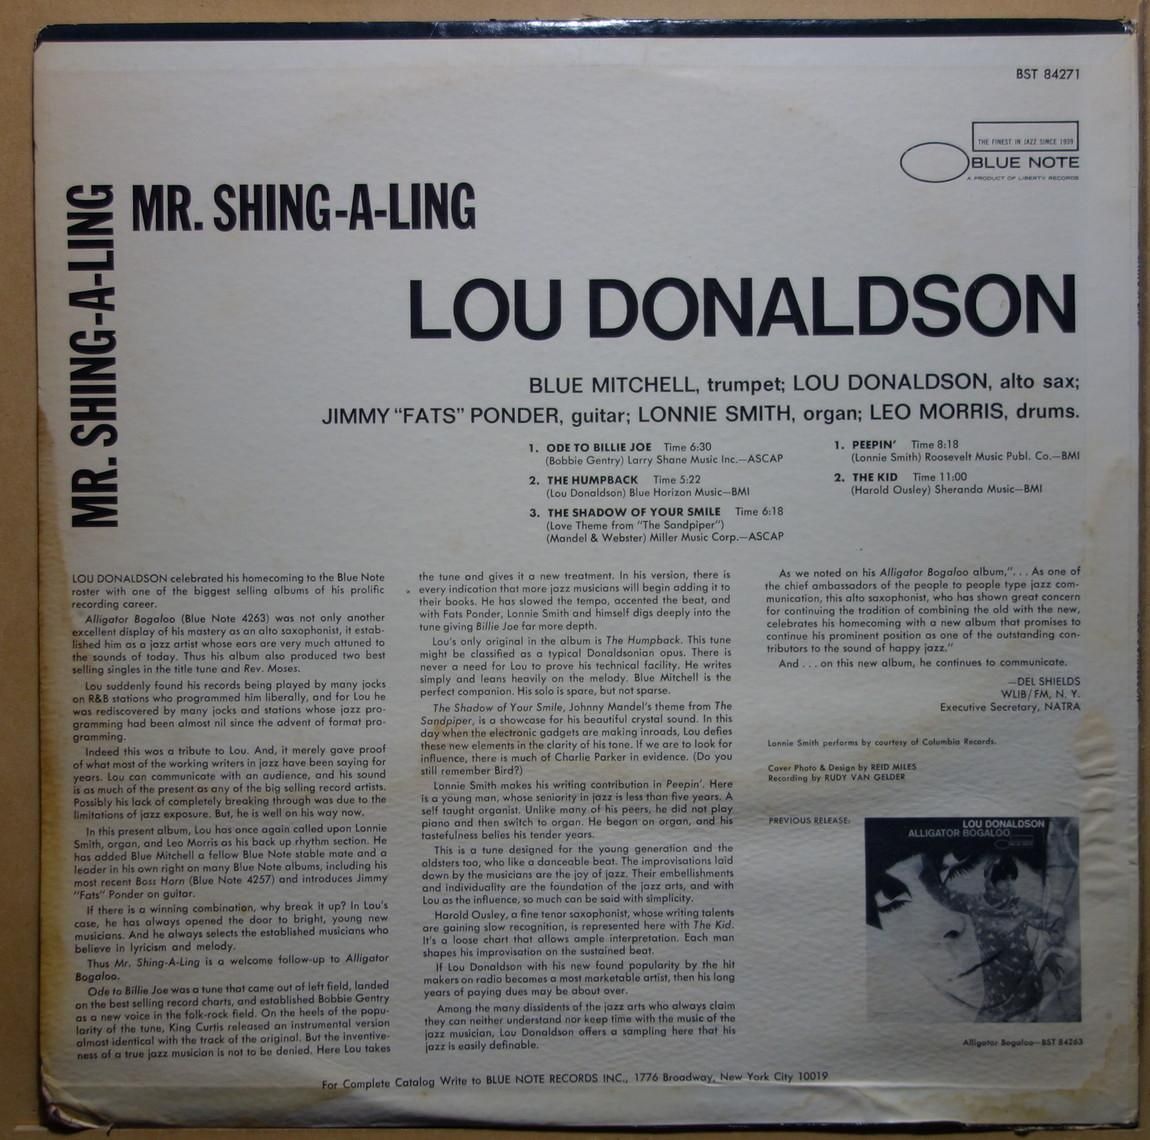 BST 84271
THE FINEST IN JAZZ SINCE 1939
BLUE NOTE
A PRODUCT OF LIBERTY RECORDS
MR. SHING-A-LING
MR. SHING-A-LING
LOU DONALDSON
BLUE MITCHELL, trumpet; LOU DONALDSON, alto sax;
JIMMY “FATS” PONDER, guitar; LONNIE SMITH, organ; LEO MORRIS, drums.
1. ODE TO BILLIE JOE Time 6:30
(Bobbie Gentry) Larry Shane Music Inc.—ASCAP
2. THE HUMPBACK Time 5:22
(Lou Donaldson) Blue Horizon Music—BMI
3. THE SHADOW OF YOUR SMILE Time 6:18
(Love Theme from "The Sandpiper")
(Mandel & Webster) Miller Music Corp.—ASCAP
1. PEEPIN' Time 8:18
(Lonnie Smith) Roosevelt Music Publ. Co.—BMI
2. THE KID Time 11:00
(Harold Ousley) Sheranda Music—BMI
LOU DONALDSON celebrated his homecoming to the Blue Note
roster with one of the biggest selling albums of his prolific
recording career.
Alligator Bogaloo (Blue Note 4263) was not only another
excellent display of his mastery as an alto saxophonist, it estab-
lished him as a jazz artist whose ears are very much attuned to
the sounds of today. Thus his album also produced two best
selling singles in the title tune and Rev. Moses.
Lou suddenly found his records being played by many jocks
on R&B stations who programmed him liberally, and for Lou he
was rediscovered by many jocks and stations whose jazz pro-
gramming had been almost nil since the advent of format pro-
gramming.
Indeed this was a tribute to Lou. And, it merely gave proof
of what most of the working writers in jazz have been saying for
years. Lou can communicate with an audience, and his sound
is as much of the present as any of the big selling record artists.
Possibly his lack of completely breaking through was due to the
limitations of jazz exposure. But, he is well on his way now.
In this present album, Lou has once again called upon Lonnie
Smith, organ, and Leo Morris as his back up rhythm section. He
has added Blue Mitchell a fellow Blue Note stable mate and a
leader in his own right on many Blue Note albums, including his
most recent Boss Horn (Blue Note 4257) and introduces Jimmy
"Fats" Ponder on guitar.
If there is a winning combination, why break it up? In Lou's
case, he has always opened the door to bright, young new
musicians. And he always selects the established musicians who
believe in lyricism and melody.
Thus Mr. Shing-A-Ling is a welcome follow-up to Alligator
Bogaloo.
Ode to Billie Joe was a tune that came out of left field, landed
on the best selling record charts, and established Bobbie Gentry
as a new voice in the folk-rock field. On the heels of the popu-
larity of the tune, King Curtis released an instrumental version
almost identical with the track of the original. But the inventive-
ness of a true jazz musician is not to be denied. Here Lou takes
the tune and gives it a new treatment. In his version, there is
every indication that more jazz musicians will begin adding it to
their books. He has slowed the tempo, accented the beat, and
with Fats Ponder, Lonnie Smith and himself digs deeply into the
tune giving Billie Joe far more depth.
Lou's only original in the album is The Humpback. This tune
might be classified as a typical Donaldsonian opus. There is
never a need for Lou to prove his technical facility. He writes
simply and leans heavily on the melody. Blue Mitchell is the
perfect companion. His solo is spare, but not sparse.
The Shadow of Your Smile, Johnny Mandel's theme from The
Sandpiper, is a showcase for his beautiful crystal sound. In this
day when the electronic gadgets are making inroads, Lou defies
these new elements in the clarity of his tone. If we are to look for
influence, there is much of Charlie Parker in evidence. (Do you
still remember Bird?)
Lonnie Smith makes his writing contribution in Peepin'. Here
is a young man, whose seniority in jazz is less than five years. A
self taught organist. Unlike many of his peers, he did not play
piano and then switch to organ. He began on organ, and his
tastefulness belies his tender years.
This is a tune designed for the young generation and the
oldsters too, who like a danceable beat. The improvisations laid
down by the musicians are the joy of jazz. Their embellishments
and individuality are the foundation of the jazz arts, and with
Lou as the influence, so much can be said with simplicity.
Harold Ousley, a fine tenor saxophonist, whose writing talents
are gaining slow recognition, is represented here with The Kid.
It's a loose chart that allows ample interpretation. Each man
shapes his improvisation on the sustained beat.
If Lou Donaldson with his new found popularity by the hit
makers on radio becomes a most marketable artist, then his long
years of paying dues may be about over.
Among the many dissidents of the jazz arts who always claim
they can neither understand nor keep time with the music of the
jazz musician, Lou Donaldson offers a sampling here that his
jazz is easily definable.
As we noted on his Alligator Bogaloo album,". . . As one of
the chief ambassadors of the people to people type jazz com-
munication, this alto saxophonist, who has shown great concern
for continuing the tradition of combining the old with the new,
celebrates his homecoming with a new album that promises to
continue his prominent position as one of the outstanding con-
tributors to the sound of happy jazz."
And . . . on this new album, he continues to communicate.
—DEL SHIELDS
WLIB/FM, N. Y.
Executive Secretary, NATRA
Lonnie Smith performs by courtesy of Columbia Records.
Cover Photo & Design by REID MILES
Recording by RUDY VAN GELDER
PREVIOUS RELEASE:
LOU DONALDSON
ALLIGATOR BOGALOO
Alligator Bogaloo—BST 84263
For Complete Catalog Write to BLUE NOTE RECORDS INC., 1776 Broadway, New York City 10019